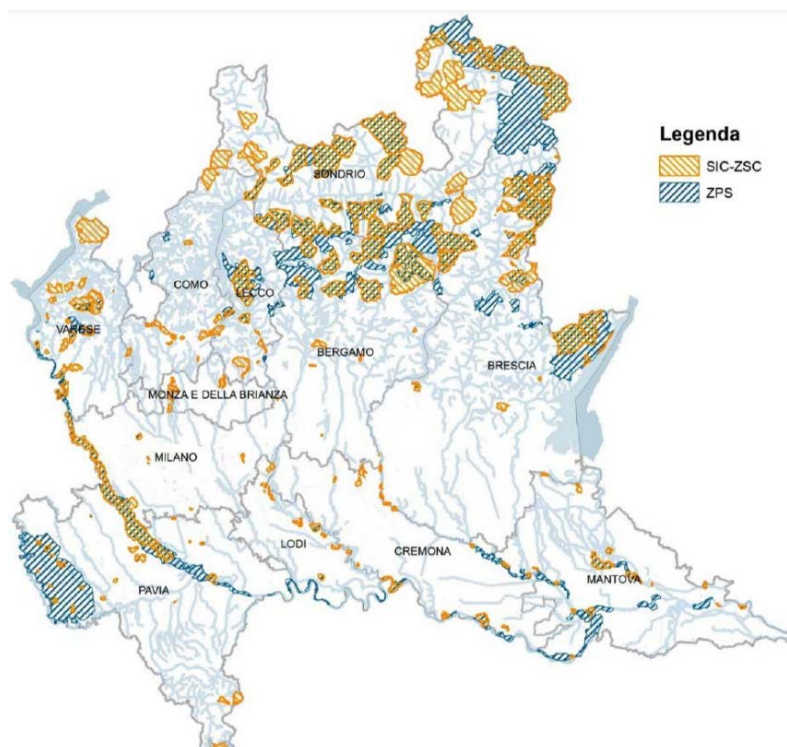 Legenda
SIC-ZSC
ZPS
SONDRIO
COMO
LECCO
VARESE
BERGAMO
BRESCIA
MONZA E DELLA BRIANZA
MILANO
LODI
CREMONA
MANTOVA
PAVIA